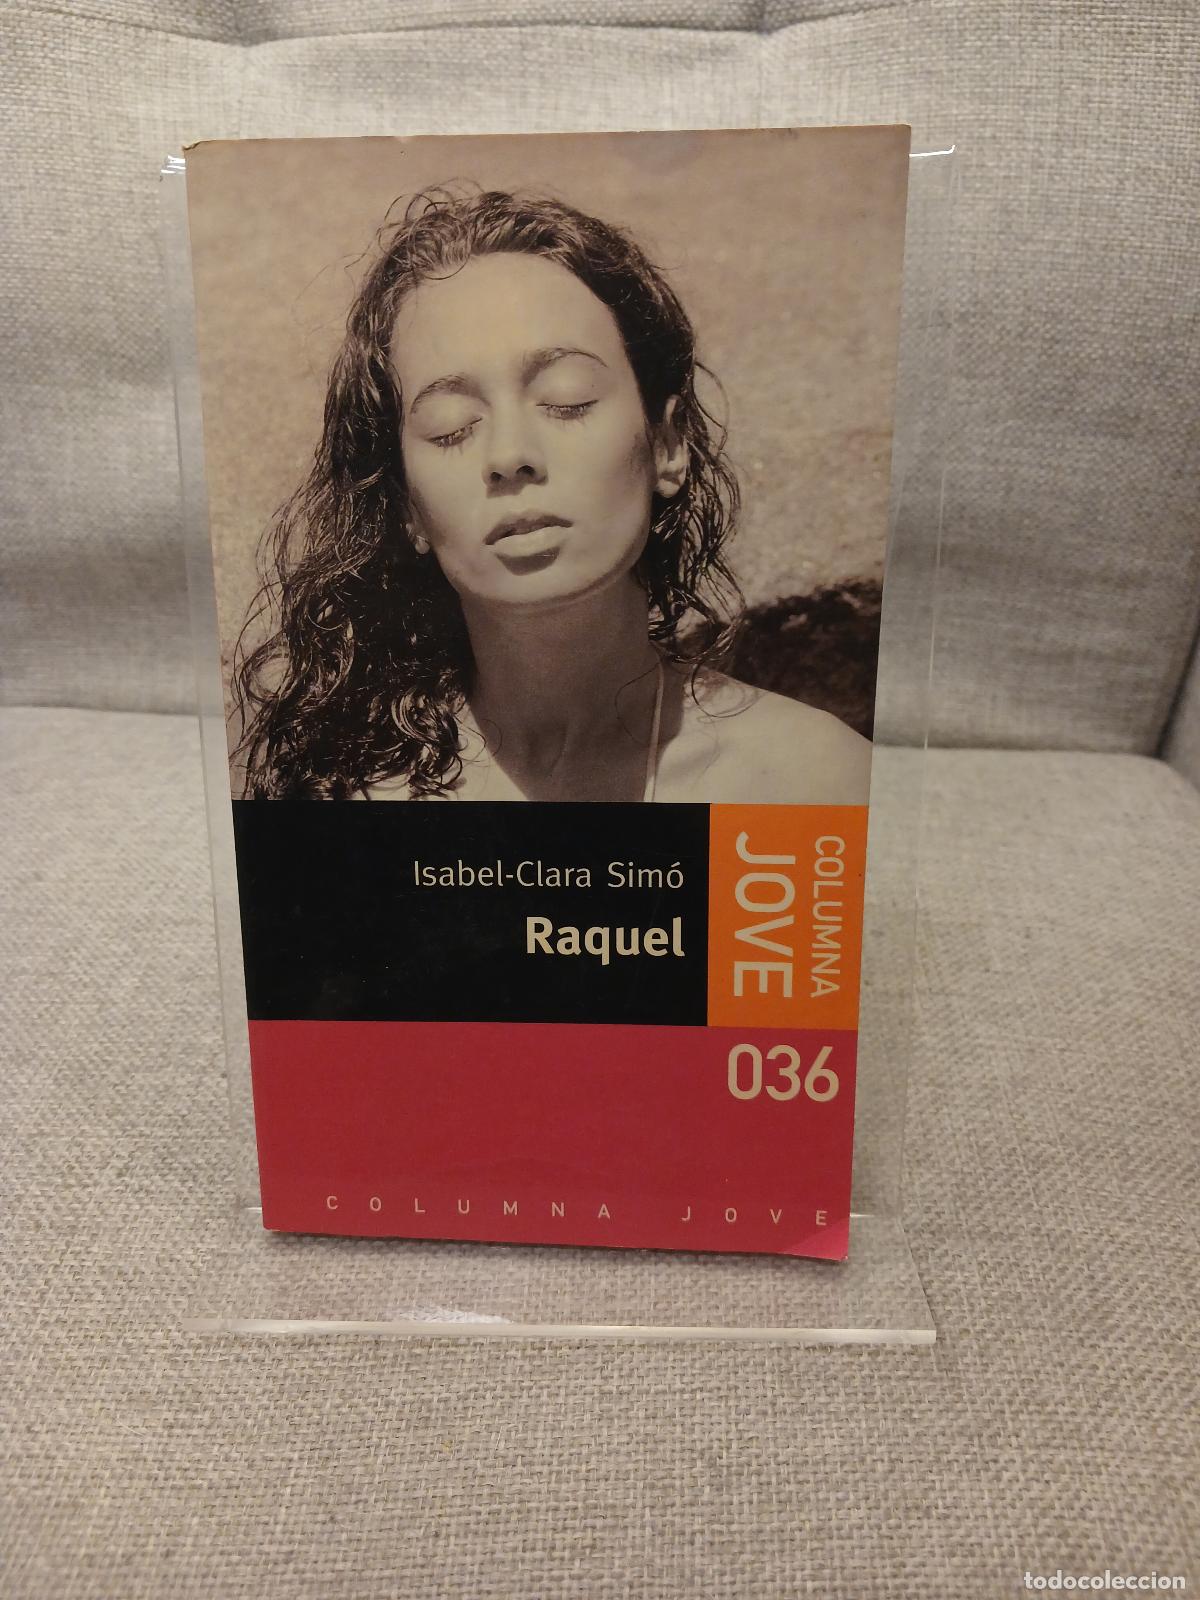 Isabel-Clara Simó
Raquel
COLUMNA
JOVE
036
COLUMNA JOVE
todocoleccion